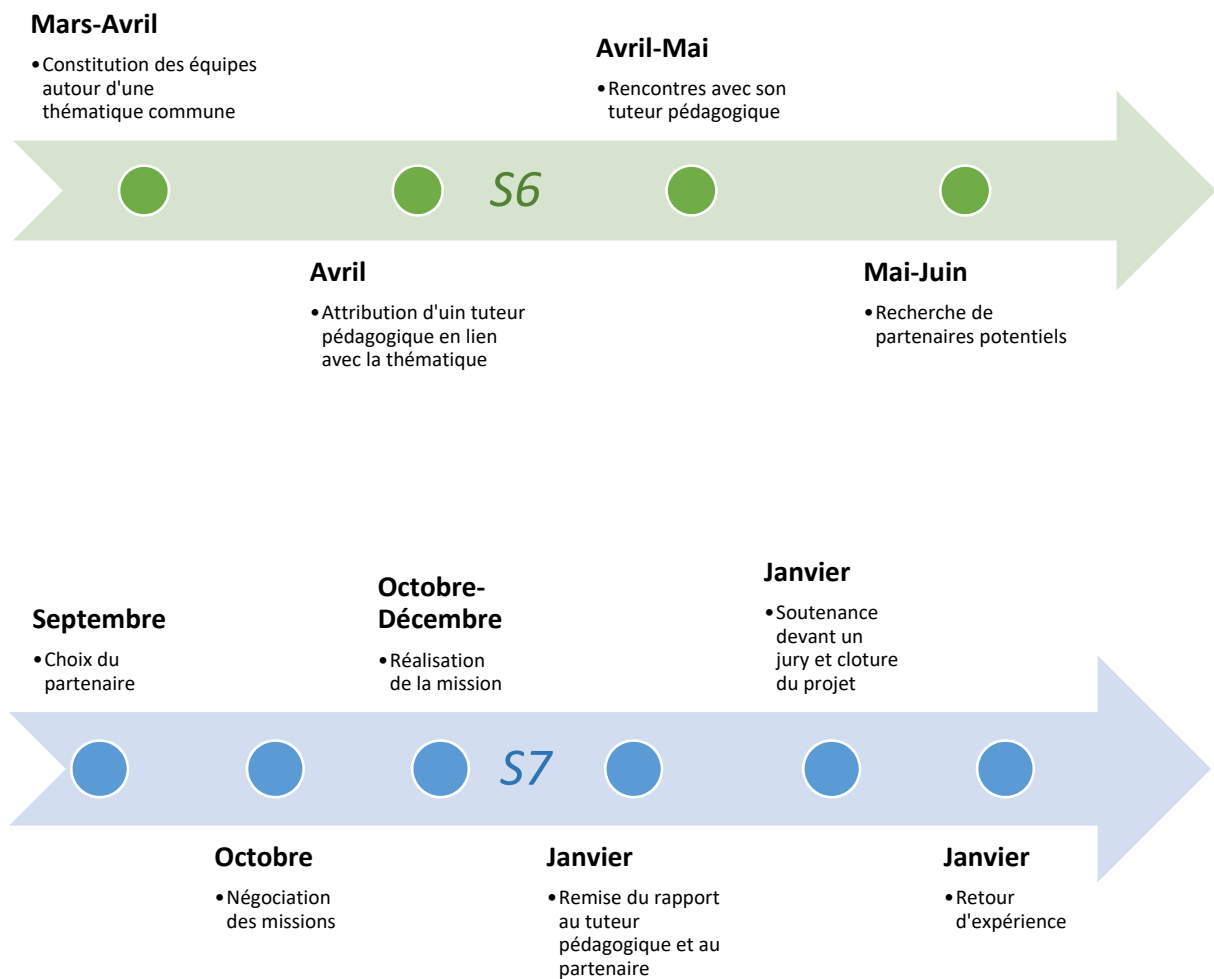 Mars-Avril
•Constitution des équipes
autour d'une
thématique commune
Avril-Mai
•Rencontres avec son
tuteur pédagogique
S6
Avril
•Attribution d'uin tuteur
pédagogique en lien
avec la thématique
Mai-Juin
•Recherche de
partenaires potentiels
Septembre
•Choix du
partenaire
Octobre-
Décembre
•Réalisation
de la mission
Janvier
•Soutenance
devant un
jury et cloture
du projet
S7
Octobre
•Négociation
des missions
Janvier
•Remise du rapport
au tuteur
pédagogique et au
partenaire
Janvier
•Retour
d'expérience